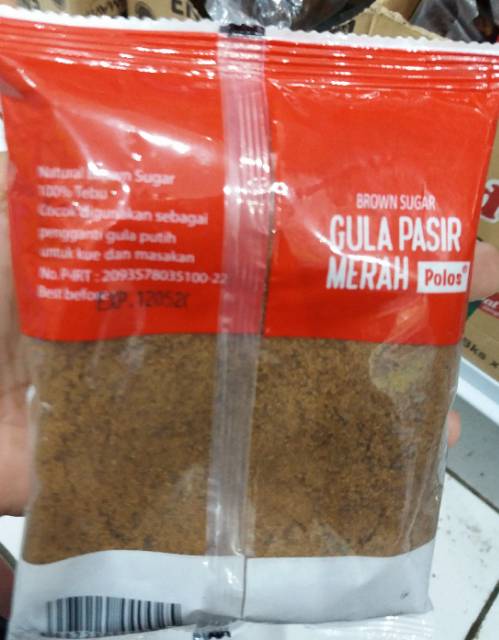 Natural Brown Sugar
100% Tebu
Cocok digunakan sebagai
pengganti gula putih
untuk kue dan masakan
No.P-IRT : 2093578035100-22
Best before
BROWN SUGAR
GULA PASIR
MERAH Polos®